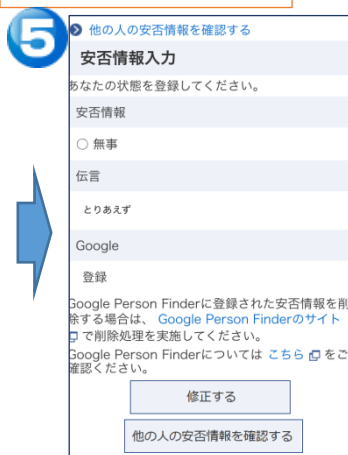 5
他の人の安否情報を確認する
安否情報入力
あなたの状態を登録してください。
安否情報
○ 無事
伝言
とりあえず
Google
登録
Google Person Finderに登録された安否情報を削
除する場合は、 Google Person Finderのサイト
で削除処理を実施してください。
Google Person Finderについては こちら をご
確認ください。
修正する
他の人の安否情報を確認する